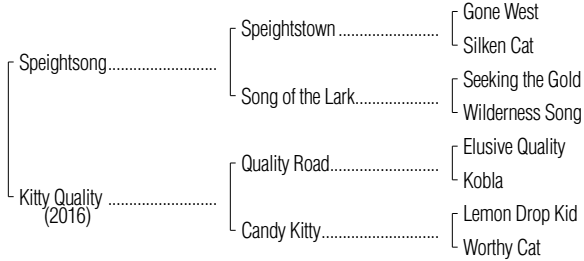 Gone West
Speightstown
Silken Cat
Speightsong
Seeking the Gold
Song of the Lark
Wilderness Song
Elusive Quality
Quality Road
Kobla
Kitty Quality
(2016)
Lemon Drop Kid
Candy Kitty
Worthy Cat